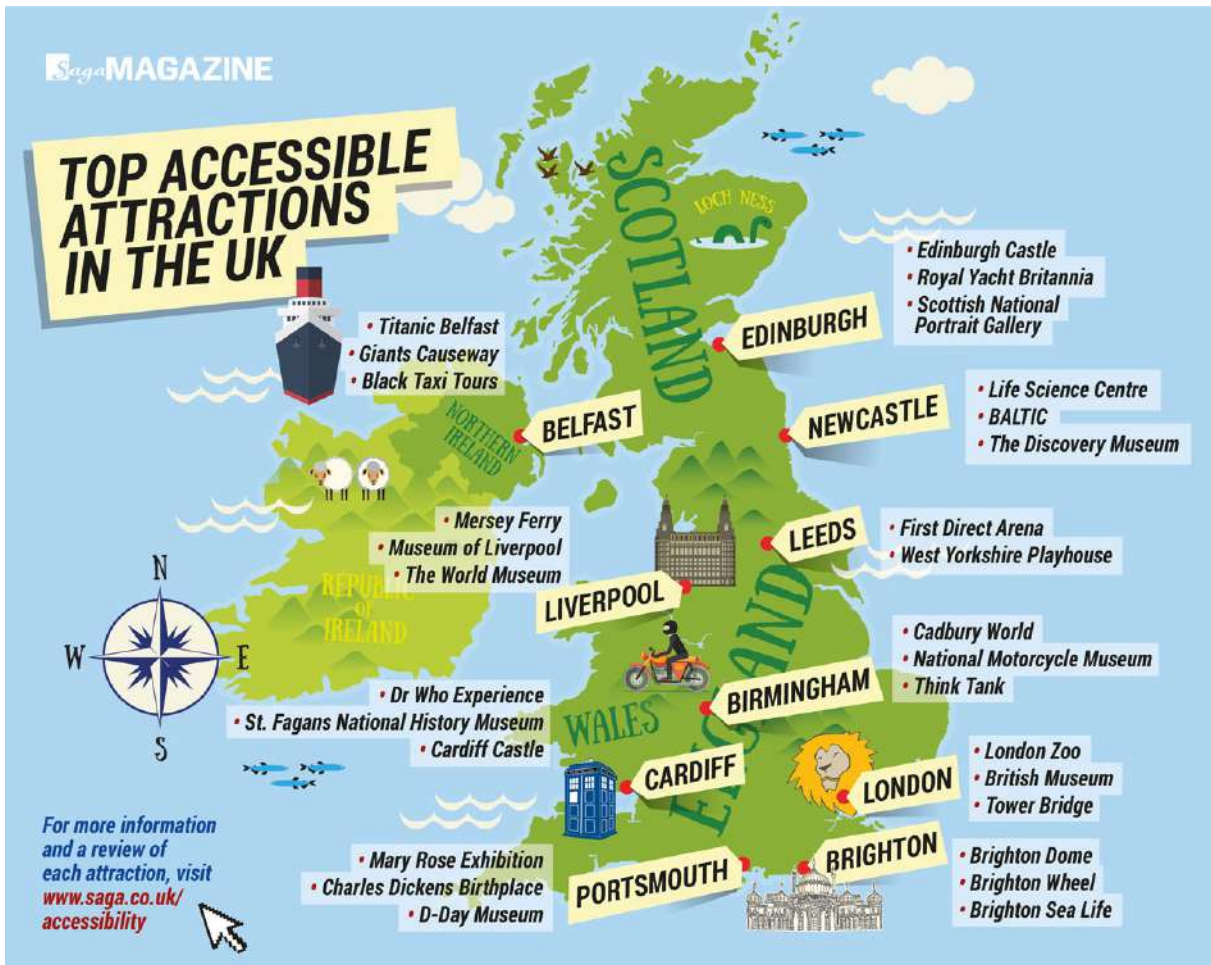 Saga MAGAZINE
TOP ACCESSIBLE
ATTRACTIONS
IN THE UK
SCOTLAND
LOCH NESS
• Edinburgh Castle
• Royal Yacht Britannia
• Scottish National
Portrait Gallery
EDINBURGH
• Titanic Belfast
• Giants Causeway
• Black Taxi Tours
BELFAST
NORTHERN
IRELAND
NEWCASTLE
• Life Science Centre
• BALTIC
• The Discovery Museum
LEEDS
• First Direct Arena
• West Yorkshire Playhouse
• Mersey Ferry
• Museum of Liverpool
• The World Museum
LIVERPOOL
REPUBLIC
OF
IRELAND
ENGLAND
N
W
E
S
• Cadbury World
• National Motorcycle Museum
• Think Tank
BIRMINGHAM
WALES
• Dr Who Experience
• St. Fagans National History Museum
• Cardiff Castle
CARDIFF
LONDON
• London Zoo
• British Museum
• Tower Bridge
• Mary Rose Exhibition
• Charles Dickens Birthplace
• D-Day Museum
PORTSMOUTH
BRIGHTON
• Brighton Dome
• Brighton Wheel
• Brighton Sea Life
For more information
and a review of
each attraction, visit
www.saga.co.uk/
accessibility